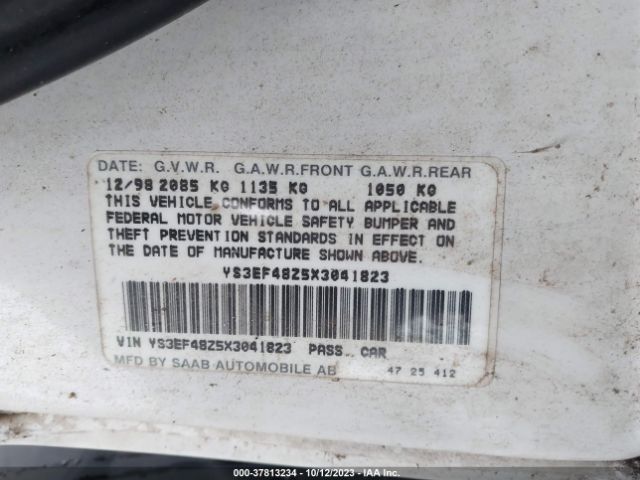 DATE: G.V.W.R. G.A.W.R.FRONT G.A.W.R.REAR
12/98 2085 KG 1135 KG 1050 KG
THIS VEHICLE CONFORMS TO ALL APPLICABLE
FEDERAL MOTOR VEHICLE SAFETY BUMPER AND
THEFT PREVENTION STANDARDS IN EFFECT ON
THE DATE OF MANUFACTURE SHOWN ABOVE.
YS3EF48Z5X3041823
VIN YS3EF48Z5X3041823 PASS. CAR
MFD BY SAAB AUTOMOBILE AB 47 25 412
000-37813234 - 10/12/2023 - IAA Inc.